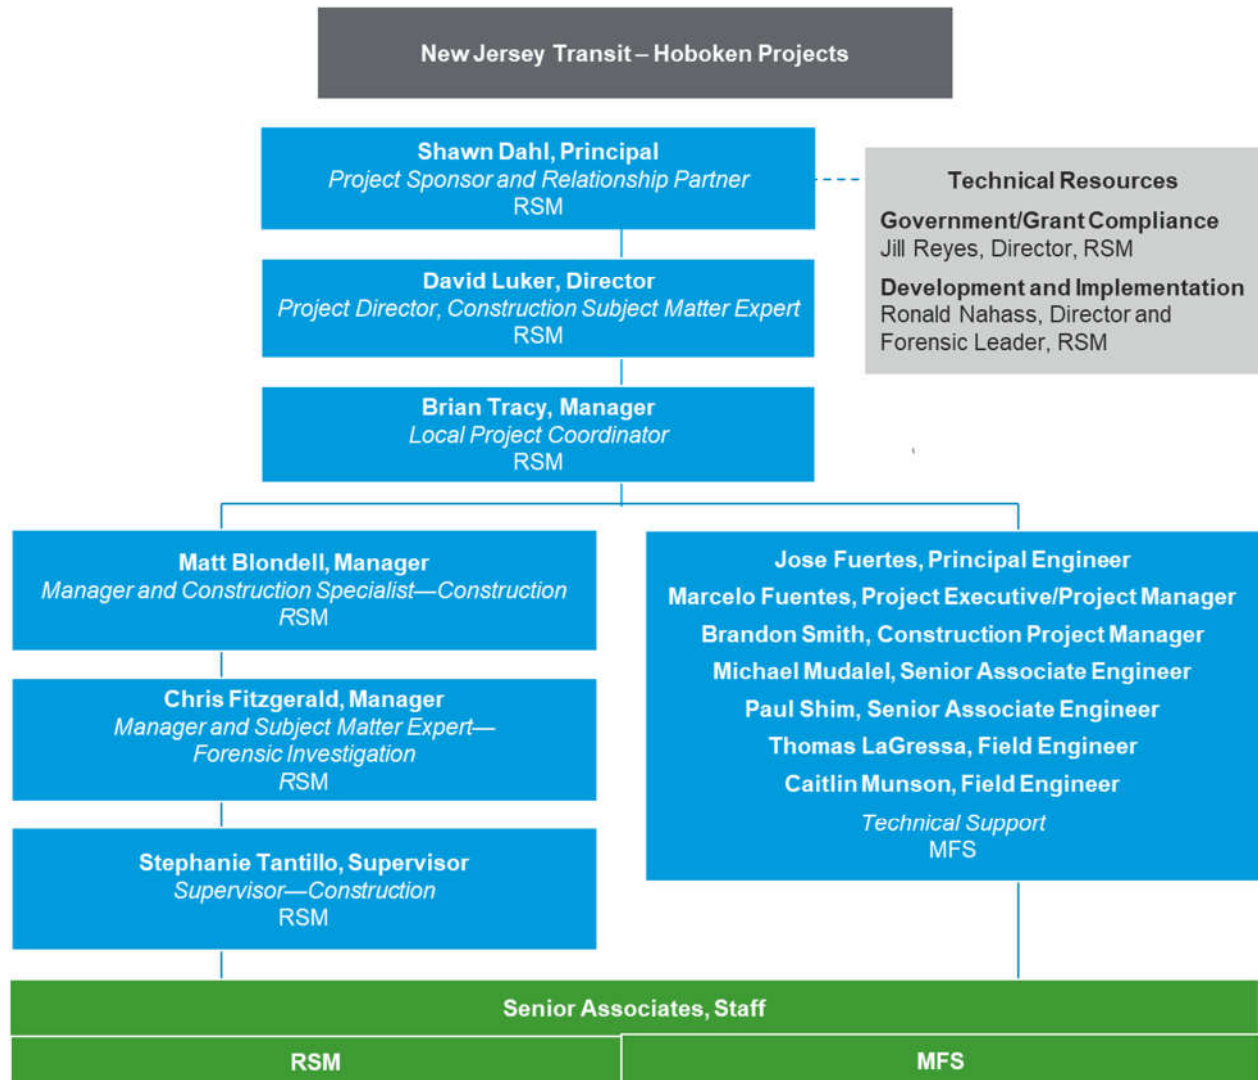 New Jersey Transit – Hoboken Projects
Shawn Dahl, Principal
Project Sponsor and Relationship Partner
RSM
Technical Resources
Government/Grant Compliance
Jill Reyes, Director, RSM
Development and Implementation
Ronald Nahass, Director and
Forensic Leader, RSM
David Luker, Director
Project Director, Construction Subject Matter Expert
RSM
Brian Tracy, Manager
Local Project Coordinator
RSM
Matt Blondell, Manager
Manager and Construction Specialist—Construction
RSM
Chris Fitzgerald, Manager
Manager and Subject Matter Expert—
Forensic Investigation
RSM
Stephanie Tantillo, Supervisor
Supervisor—Construction
RSM
Jose Fuertes, Principal Engineer
Marcelo Fuentes, Project Executive/Project Manager
Brandon Smith, Construction Project Manager
Michael Mudalel, Senior Associate Engineer
Paul Shim, Senior Associate Engineer
Thomas LaGressa, Field Engineer
Caitlin Munson, Field Engineer
Technical Support
MFS
Senior Associates, Staff
RSM
MFS